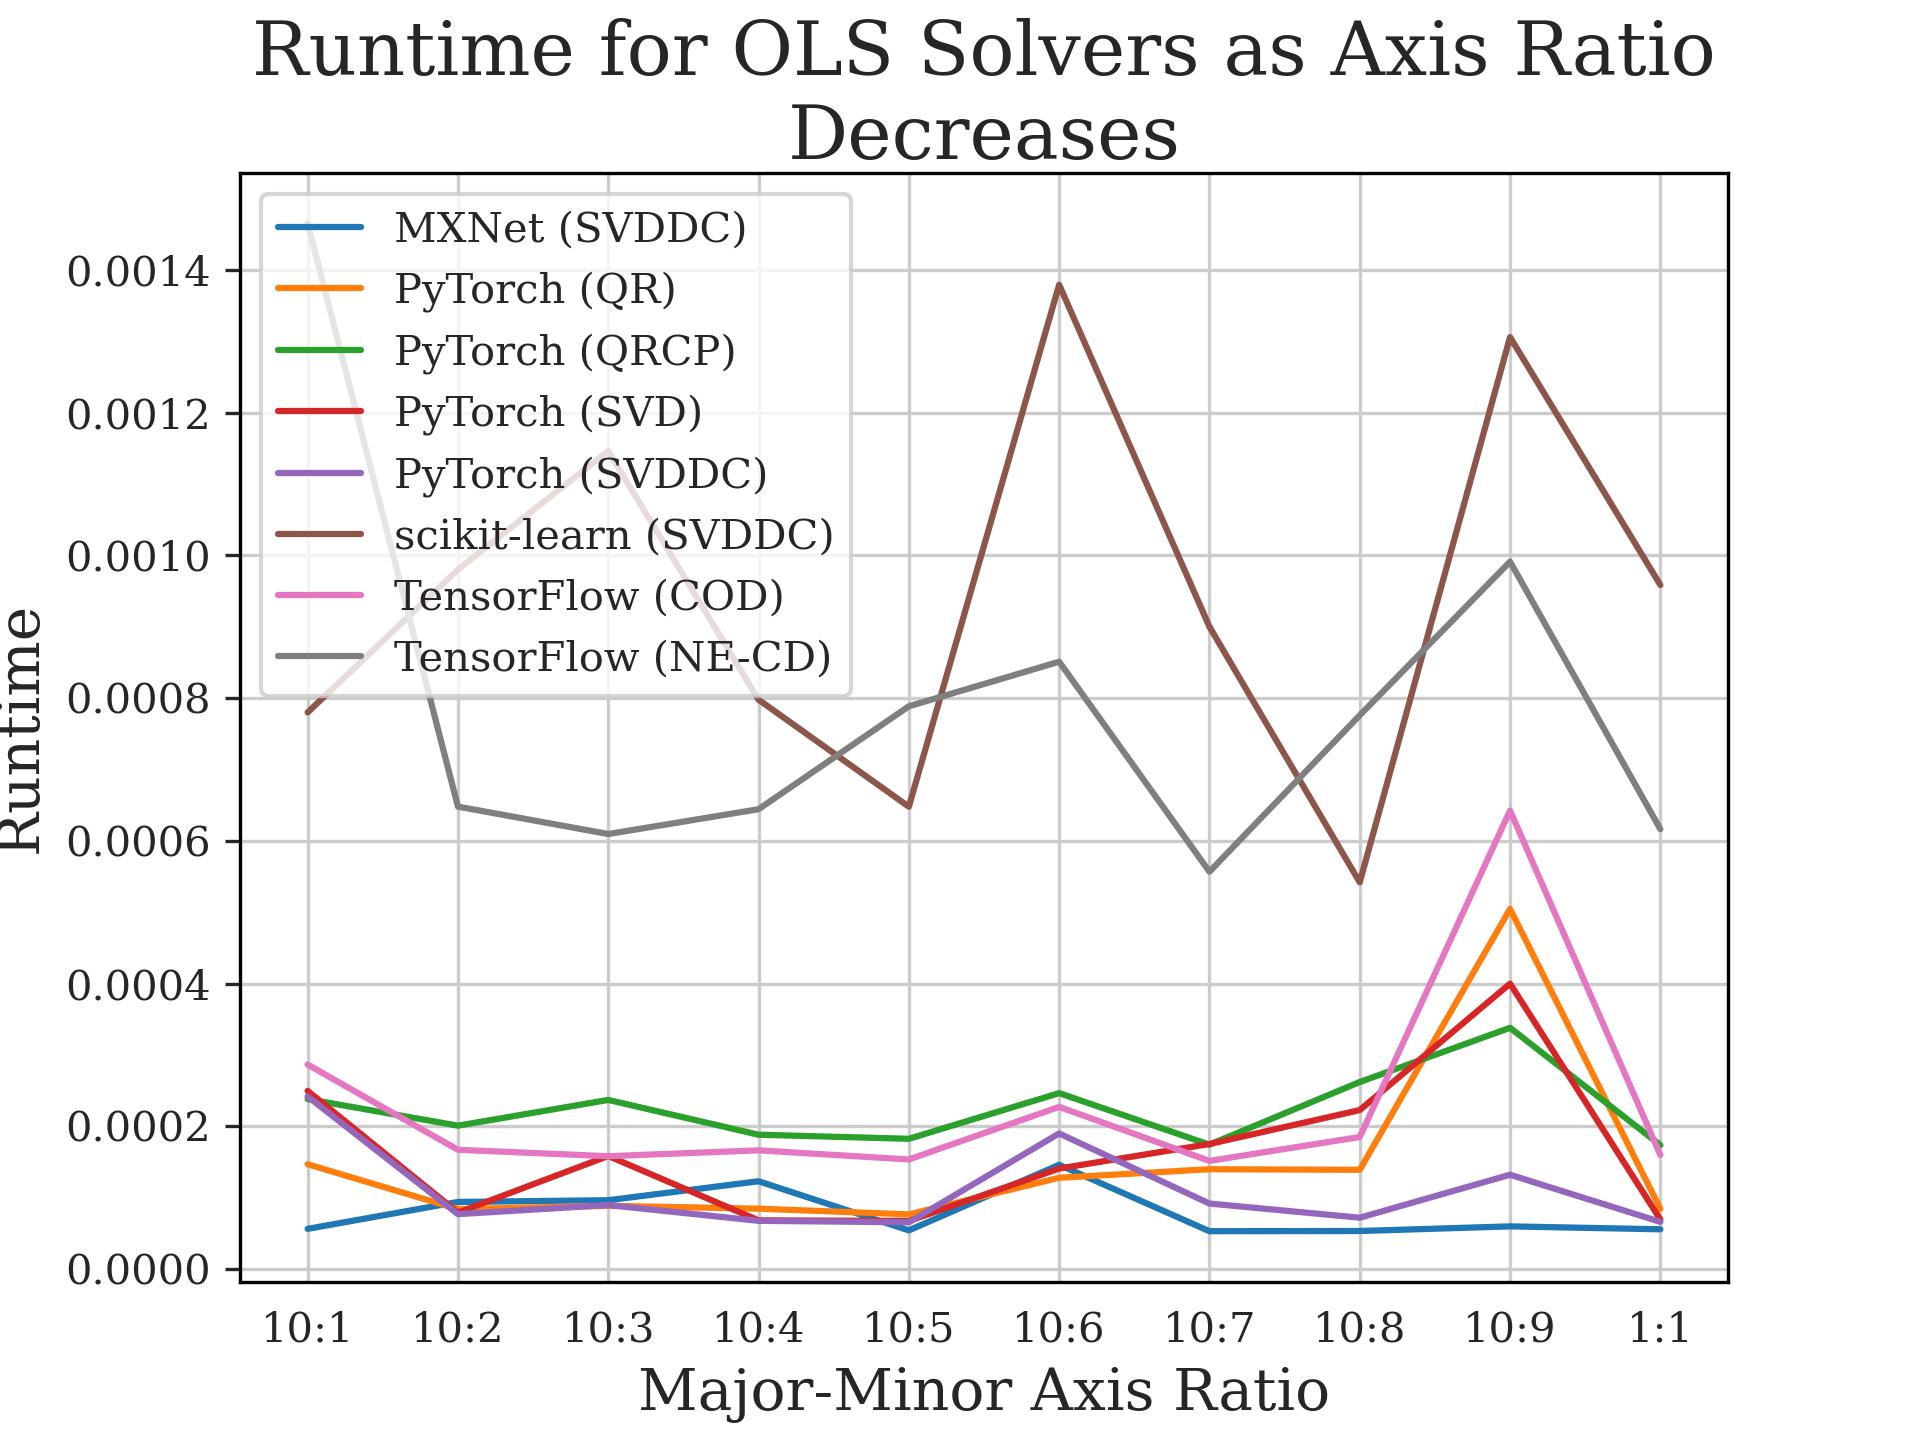 Runtime for OLS Solvers as Axis Ratio
Decreases
MXNet (SVDDC)
PyTorch (QR)
PyTorch (QRCP)
PyTorch (SVD)
PyTorch (SVDDC)
scikit-learn (SVDDC)
TensorFlow (COD)
TensorFlow (NE-CD)
0.0014
0.0012
0.0010
0.0008
0.0006
0.0004
0.0002
0.0000
Runtime
10:1 10:2 10:3 10:4 10:5 10:6 10:7 10:8 10:9 1:1
Major-Minor Axis Ratio